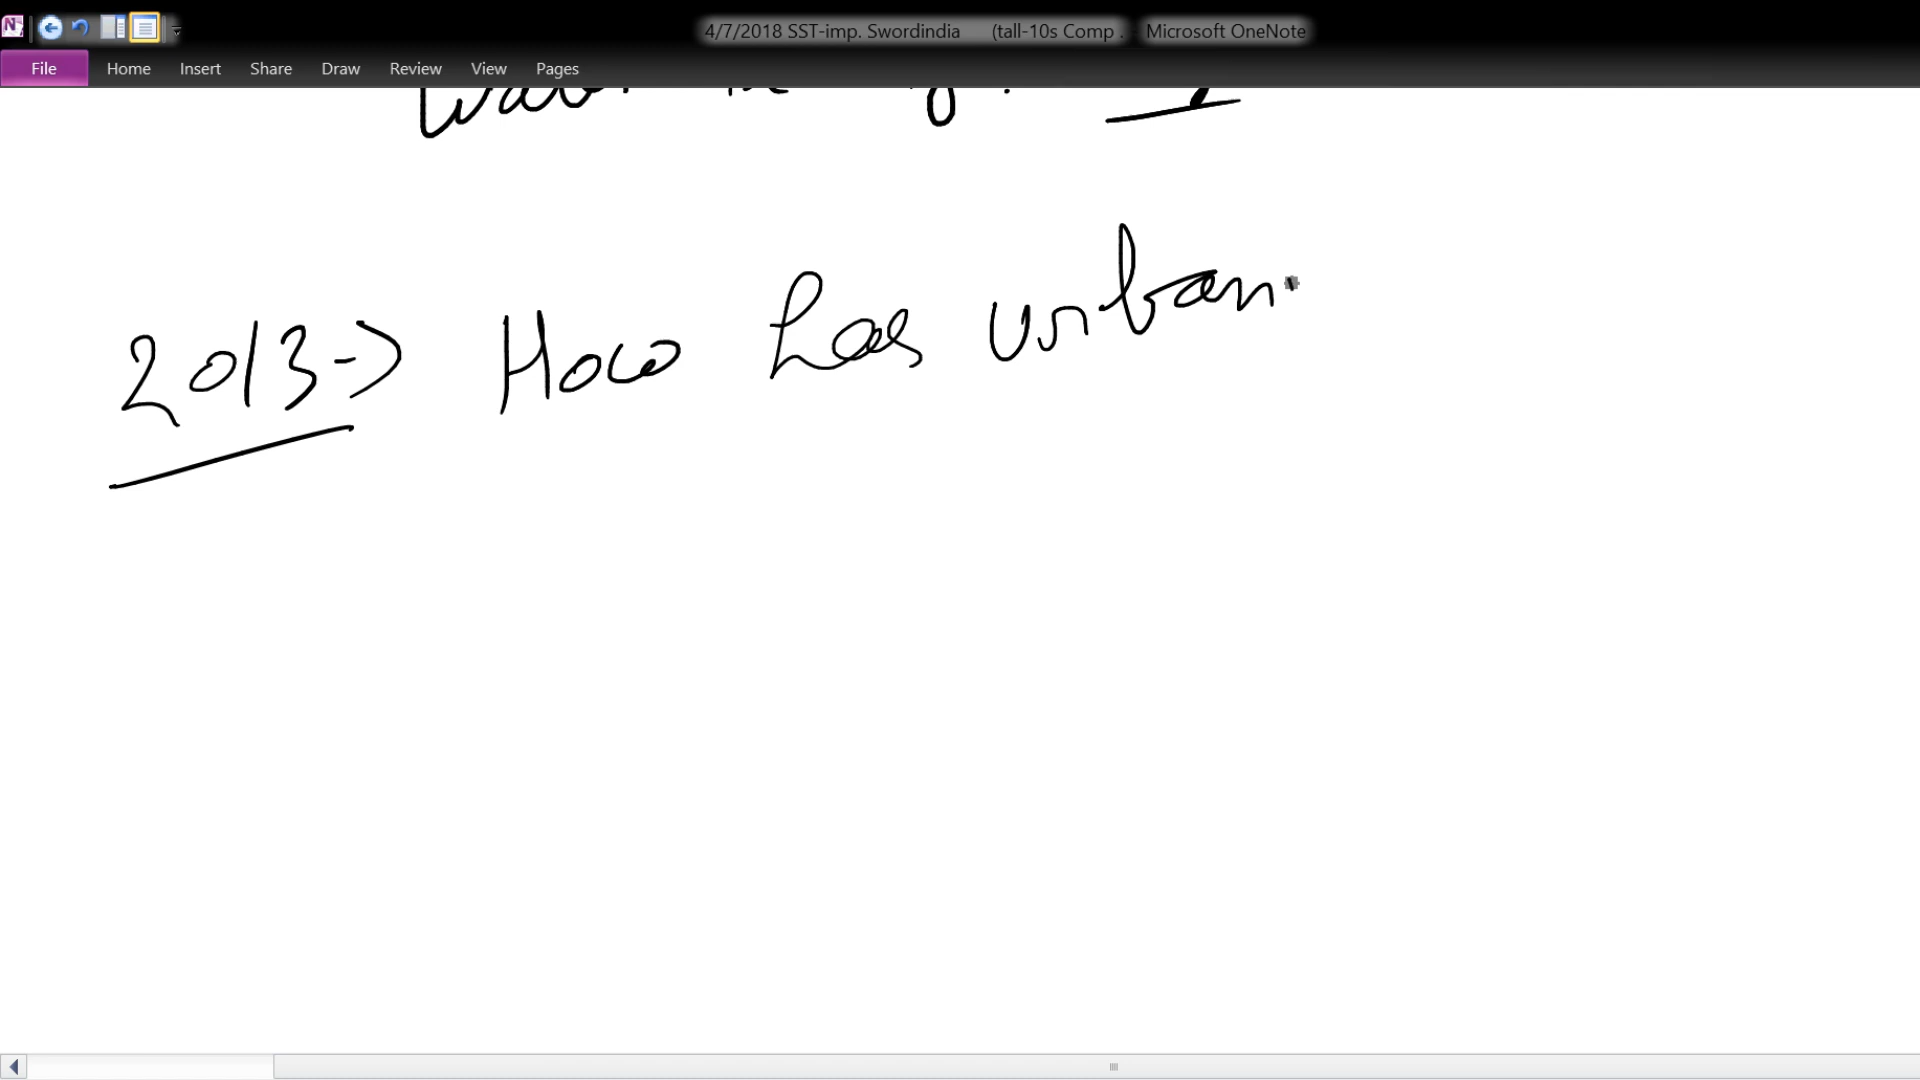 4/7/2018 SST-imp. Swordindia (tall-10s Comp . - Microsoft OneNote
File Home Insert Share Draw Review View Pages
2013-> How has urban